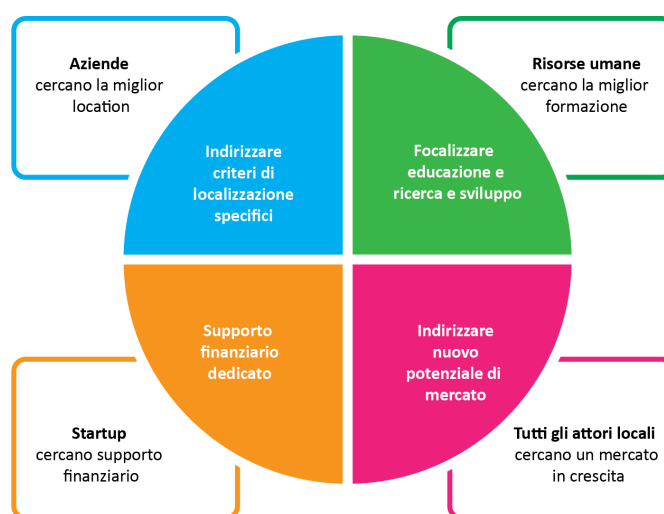 Aziende
cercano la miglior
location
Risorse umane
cercano la miglior
formazione
Indirizzare
criteri di
localizzazione
specifici
Focalizzare
educazione e
ricerca e sviluppo
Supporto
finanziario
dedicato
Indirizzare
nuovo
potenziale di
mercato
Startup
cercano supporto
finanziario
Tutti gli attori locali
cercano un mercato
in crescita